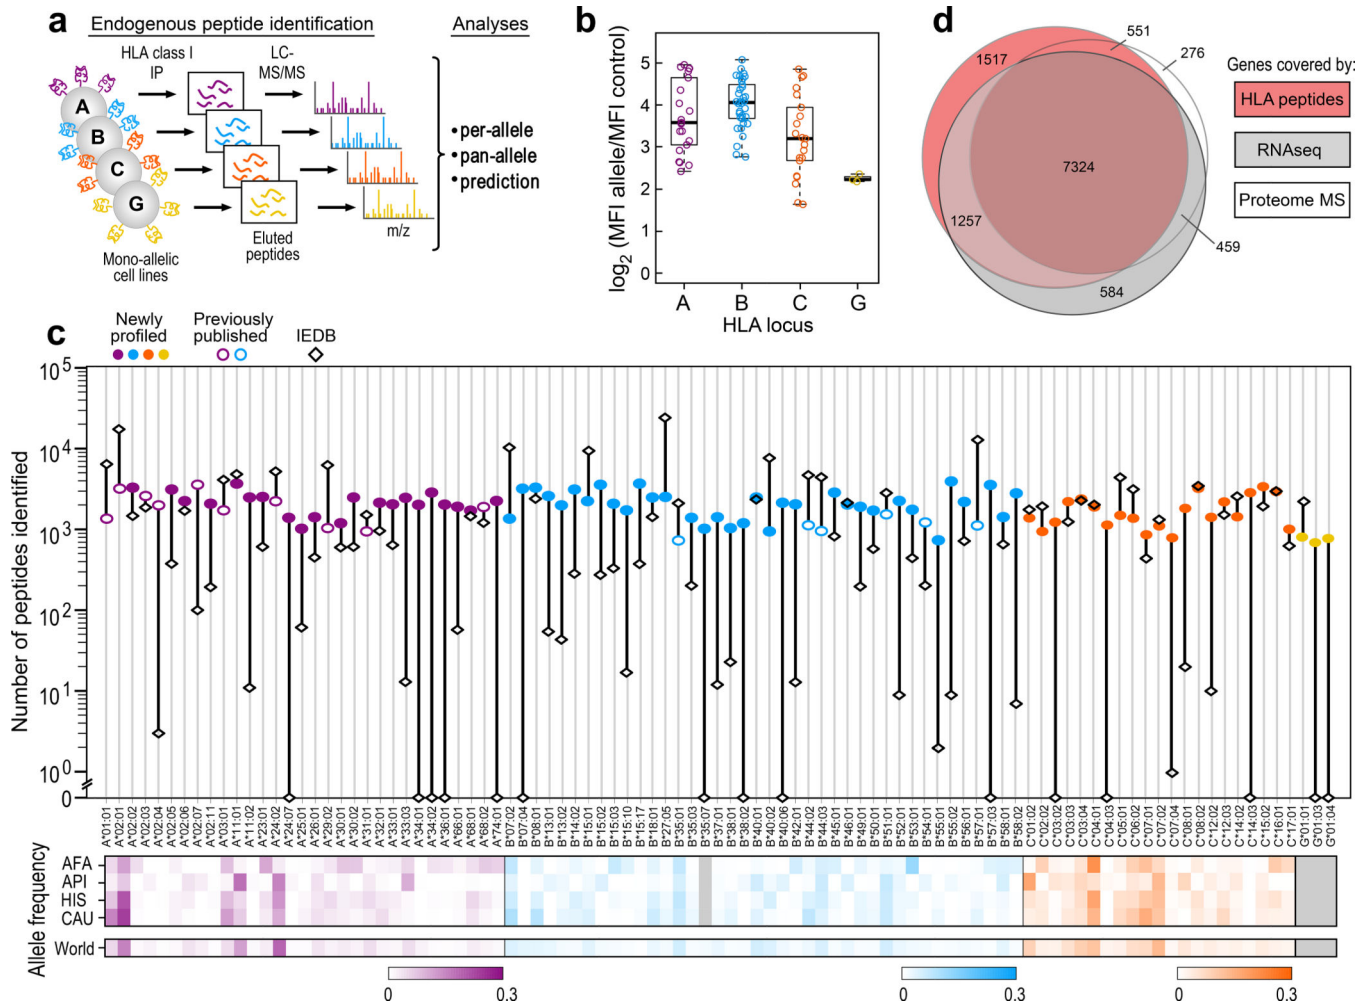 a
Endogenous peptide identification
Analyses
HLA class I
IP
LC-
MS/MS
A
B
C
G
•per-allele
•pan-allele
•prediction
Mono-allelic
cell lines
Eluted
peptides
m/z
b
log2 (MFI allele/MFI control)
5
4
3
2
1
0
A B C G
HLA locus
d
551
276
1517
7324
1257
459
584
Genes covered by:
HLA peptides
RNAseq
Proteome MS
c
Newly
profiled
Previously
published
IEDB
Number of peptides identified
10^5
10^4
10^3
10^2
10^1
10^0
0
A*01:01
A*02:01
A*02:02
A*02:03
A*02:04
A*02:05
A*02:06
A*02:07
A*02:11
A*03:01
A*11:01
A*11:02
A*23:01
A*24:02
A*24:07
A*25:01
A*26:01
A*29:02
A*30:01
A*30:02
A*31:01
A*32:01
A*33:01
A*33:03
A*34:01
A*34:02
A*36:01
A*66:01
A*68:01
A*68:02
A*74:01
B*07:02
B*07:04
B*08:01
B*13:01
B*13:02
B*14:02
B*15:01
B*15:02
B*15:03
B*15:10
B*15:17
B*18:01
B*27:05
B*35:01
B*35:03
B*35:07
B*37:01
B*38:01
B*38:02
B*40:01
B*40:02
B*40:06
B*42:01
B*44:02
B*44:03
B*45:01
B*46:01
B*49:01
B*50:01
B*51:01
B*52:01
B*53:01
B*54:01
B*55:01
B*55:02
B*56:01
B*57:01
B*57:03
B*58:01
B*58:02
C*01:02
C*02:02
C*03:02
C*03:03
C*03:04
C*04:01
C*04:03
C*05:01
C*06:02
C*07:01
C*07:02
C*07:04
C*08:01
C*08:02
C*12:02
C*12:03
C*14:02
C*14:03
C*15:02
C*16:01
C*17:01
G*01:01
G*01:03
G*01:04
Allele frequency
AFA
API
HIS
CAU
World
0 0.3
0 0.3
0 0.3